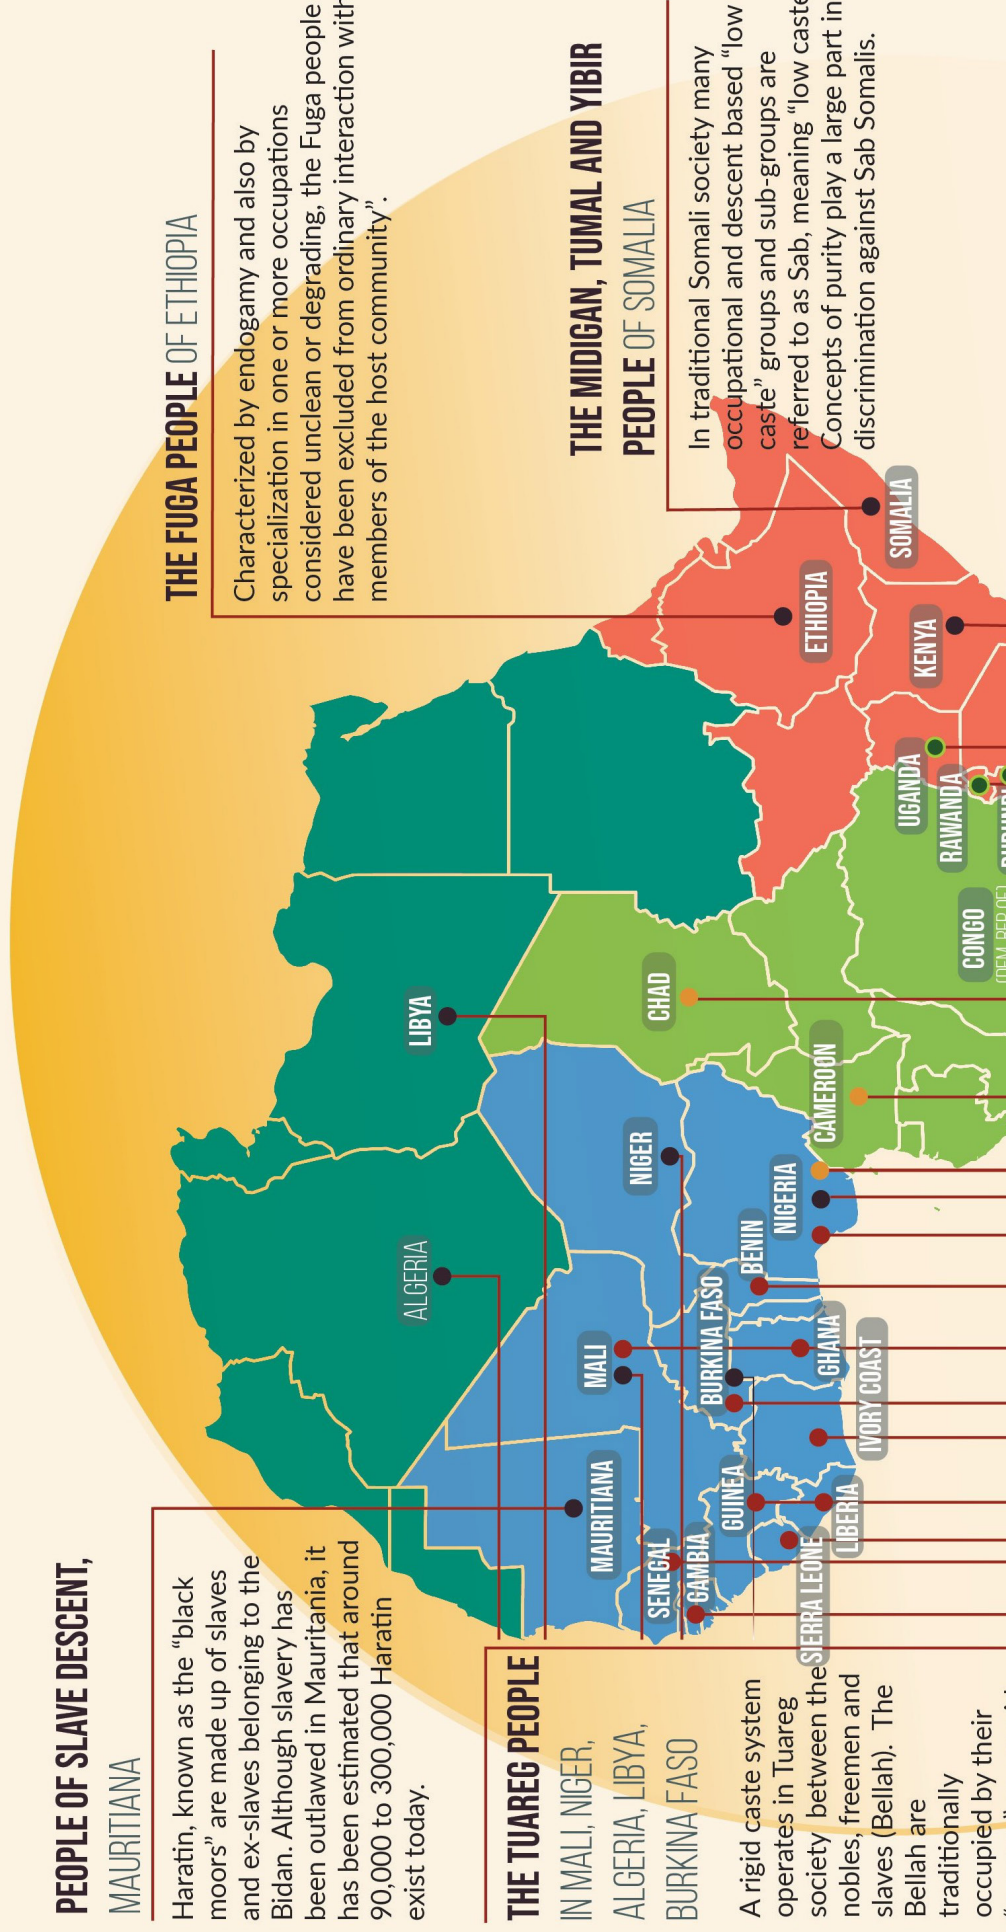 PEOPLE OF SLAVE DESCENT,
MAURITIANA
Haratin, known as the “black
moors” are made up of slaves
and ex-slaves belonging to the
Bidan. Although slavery has
been outlawed in Mauritania, it
has been estimated that around
90,000 to 300,000 Haratin
exist today.
THE TUAREG PEOPLE
IN MALI, NIGER,
ALGERIA, LIBYA,
BURKINA FASO
A rigid caste system
operates in Tuareg
society between the
nobles, freemen and
slaves (Bellah). The
Bellah are
traditionally
occupied by their
THE FUGA PEOPLE OF ETHIOPIA
Characterized by endogamy and also by
specialization in one or more occupations
considered unclean or degrading, the Fuga people
have been excluded from ordinary interaction with
members of the host community”.
THE MIDIGAN, TUMAL AND YIBIR
PEOPLE OF SOMALIA
In traditional Somali society many
occupational and descent based “low
caste” groups and sub-groups are
referred to as Sab, meaning “low caste
Concepts of purity play a large part in
discrimination against Sab Somalis.
ALGERIA
LIBYA
MAURITIANA
MALI
NIGER
CHAD
SENEGAL
GAMBIA
GUINEA
BURKINA FASO
BENIN
NIGERIA
CAMEROON
SIERRA LEONE
LIBERIA
IVORY COAST
GHANA
ETHIOPIA
SOMALIA
KENYA
UGANDA
RAWANDA
CONGO